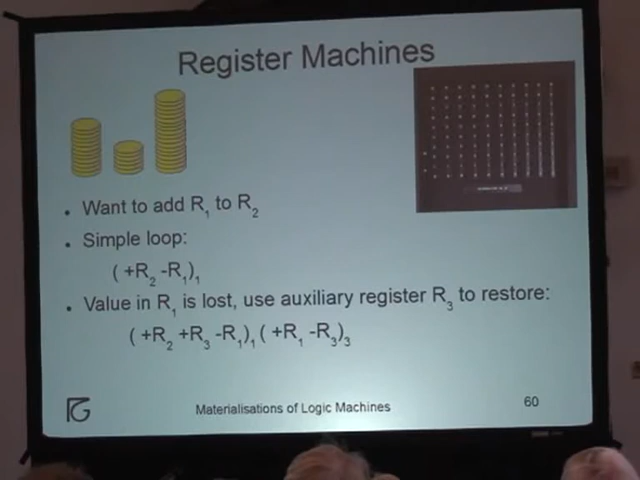 Register Machines
• Want to add R₁ to R₂
• Simple loop:
( +R₂ -R₁)₁
• Value in R₁ is lost, use auxiliary register R₃ to restore:
( +R₂ +R₃ -R₁)₁ ( +R₁ -R₃)₃
Materialisations of Logic Machines
60